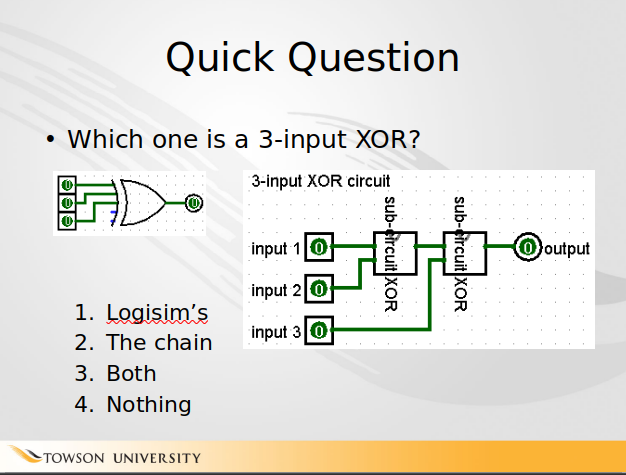 Quick Question
• Which one is a 3-input XOR?
0
0
0
0
3-input XOR circuit
sub-circuit XOR
sub-circuit XOR
input 1 0
0 output
input 2 0
input 3 0
1. Logisim’s
2. The chain
3. Both
4. Nothing
TOWSON UNIVERSITY